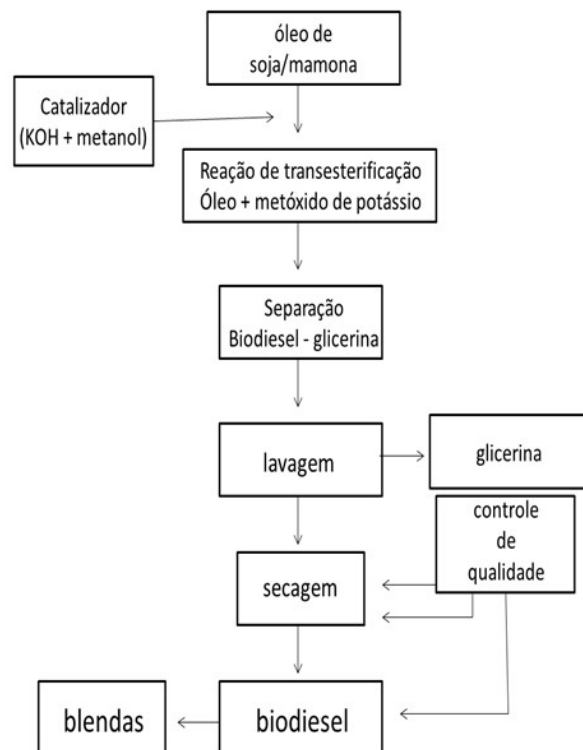 óleo de
soja/mamona
Catalizador
(KOH + metanol)
Reação de transesterificação
Óleo + metóxido de potássio
Separação
Biodiesel - glicerina
lavagem
glicerina
controle
de
qualidade
secagem
blendas
biodiesel